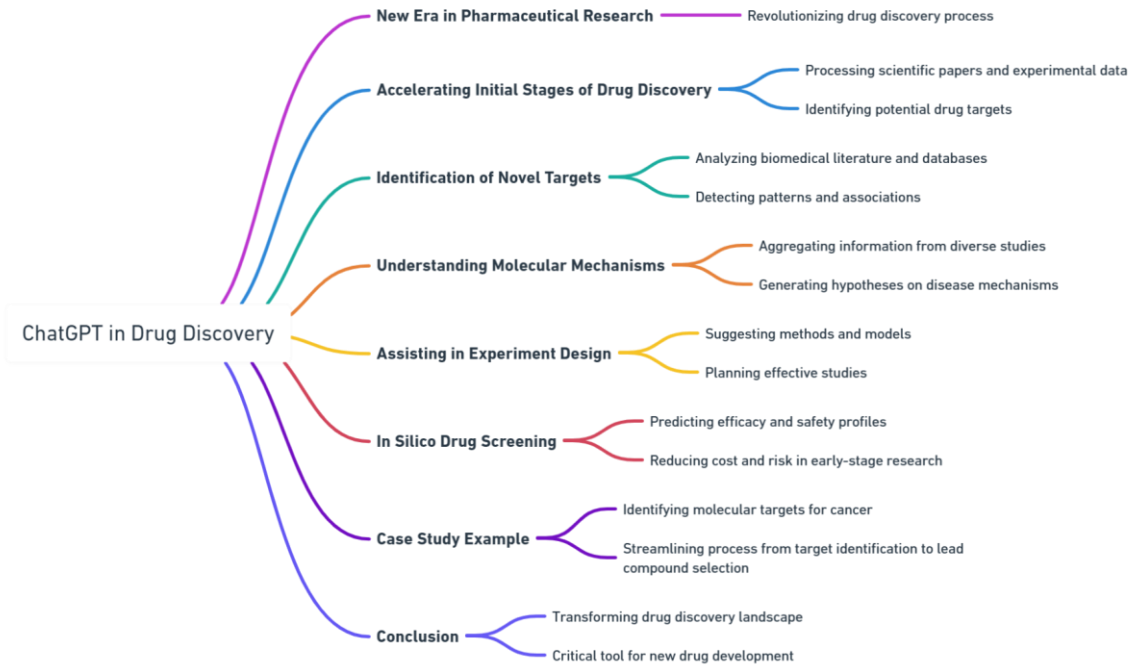 ChatGPT in Drug Discovery
New Era in Pharmaceutical Research
Revolutionizing drug discovery process
Accelerating Initial Stages of Drug Discovery
Processing scientific papers and experimental data
Identifying potential drug targets
Identification of Novel Targets
Analyzing biomedical literature and databases
Detecting patterns and associations
Understanding Molecular Mechanisms
Aggregating information from diverse studies
Generating hypotheses on disease mechanisms
Assisting in Experiment Design
Suggesting methods and models
Planning effective studies
In Silico Drug Screening
Predicting efficacy and safety profiles
Reducing cost and risk in early-stage research
Case Study Example
Identifying molecular targets for cancer
Streamlining process from target identification to lead
compound selection
Conclusion
Transforming drug discovery landscape
Critical tool for new drug development